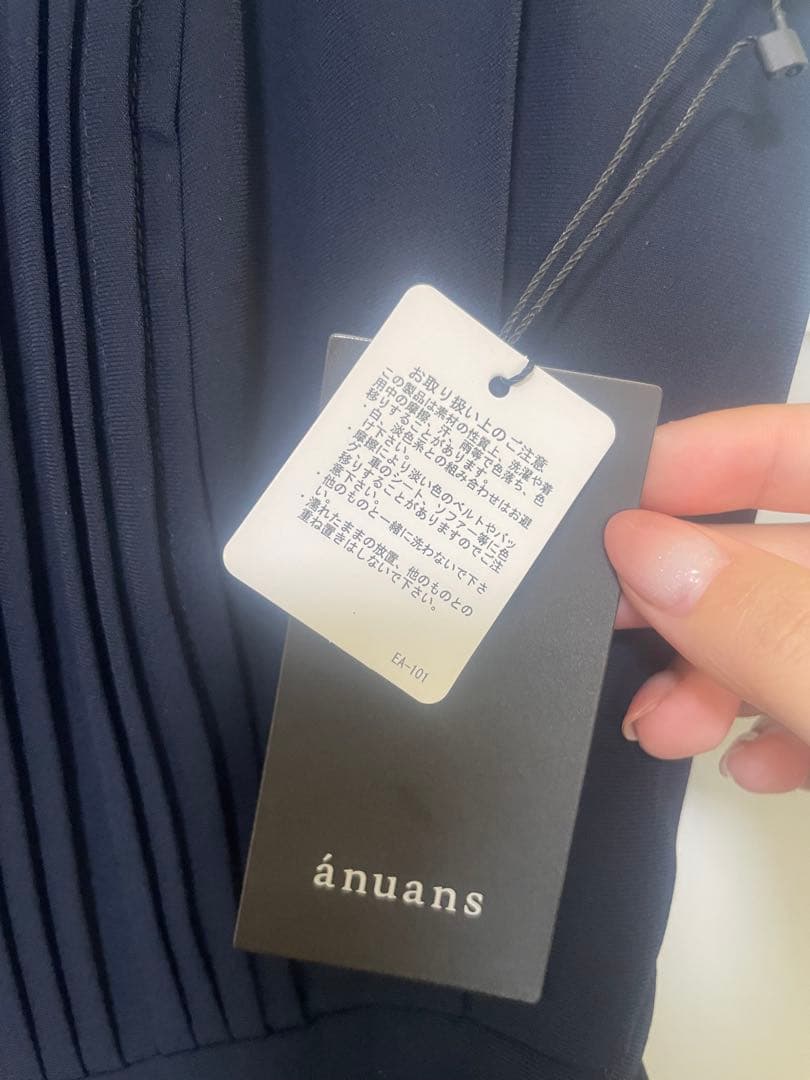 お取り扱い上のご注意
この製品は素材の性質上、洗濯や着
用中の摩擦、汗、雨等で色落ち、色
移りすることがあります。
・白、淡色系との組み合わせはお避
け下さい。
・摩擦により淡い色のベルトやバッ
グ、車のシート、ソファー等に色
移りすることがありますのでご注
意下さい。
・他のものと一緒に洗わないで下さ
い。
・濡れたままの放置、他のものとの
重ね置きはしないで下さい。
EA-101
ánuans